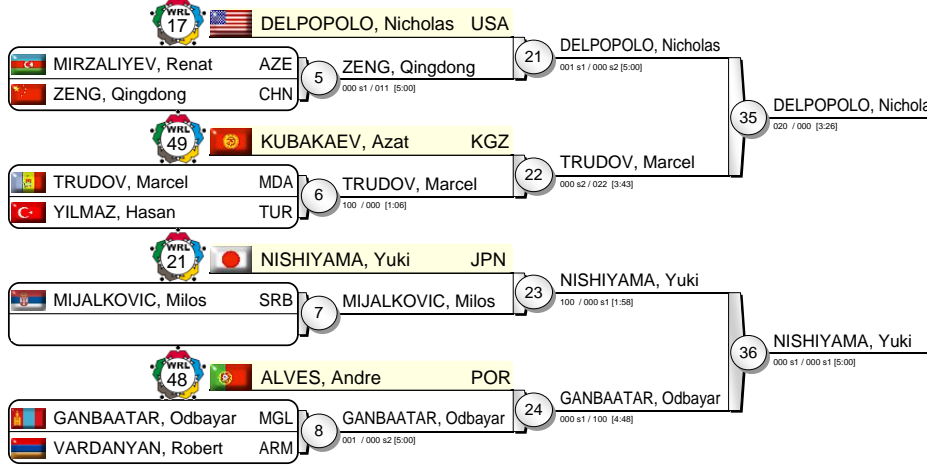 WRL
17
DELPOPOLO, Nicholas USA
MIRZALIYEV, Renat AZE
ZENG, Qingdong CHN
5
ZENG, Qingdong
000 s1 / 011 [5:00]
21
DELPOPOLO, Nicholas
001 s1 / 000 s2 [5:00]
WRL
49
KUBAKAEV, Azat KGZ
TRUDOV, Marcel MDA
YILMAZ, Hasan TUR
6
TRUDOV, Marcel
100 / 000 [1:06]
22
TRUDOV, Marcel
000 s2 / 022 [3:43]
35
DELPOPOLO, Nichola
020 / 000 [3:26]
WRL
21
NISHIYAMA, Yuki JPN
MIJALKOVIC, Milos SRB
7
MIJALKOVIC, Milos
23
NISHIYAMA, Yuki
100 / 000 s1 [1:58]
WRL
48
ALVES, Andre POR
GANBAATAR, Odbayar MGL
VARDANYAN, Robert ARM
8
GANBAATAR, Odbayar
001 / 000 s2 [5:00]
24
GANBAATAR, Odbayar
000 s1 / 100 [4:48]
36
NISHIYAMA, Yuki
000 s1 / 000 s1 [5:00]